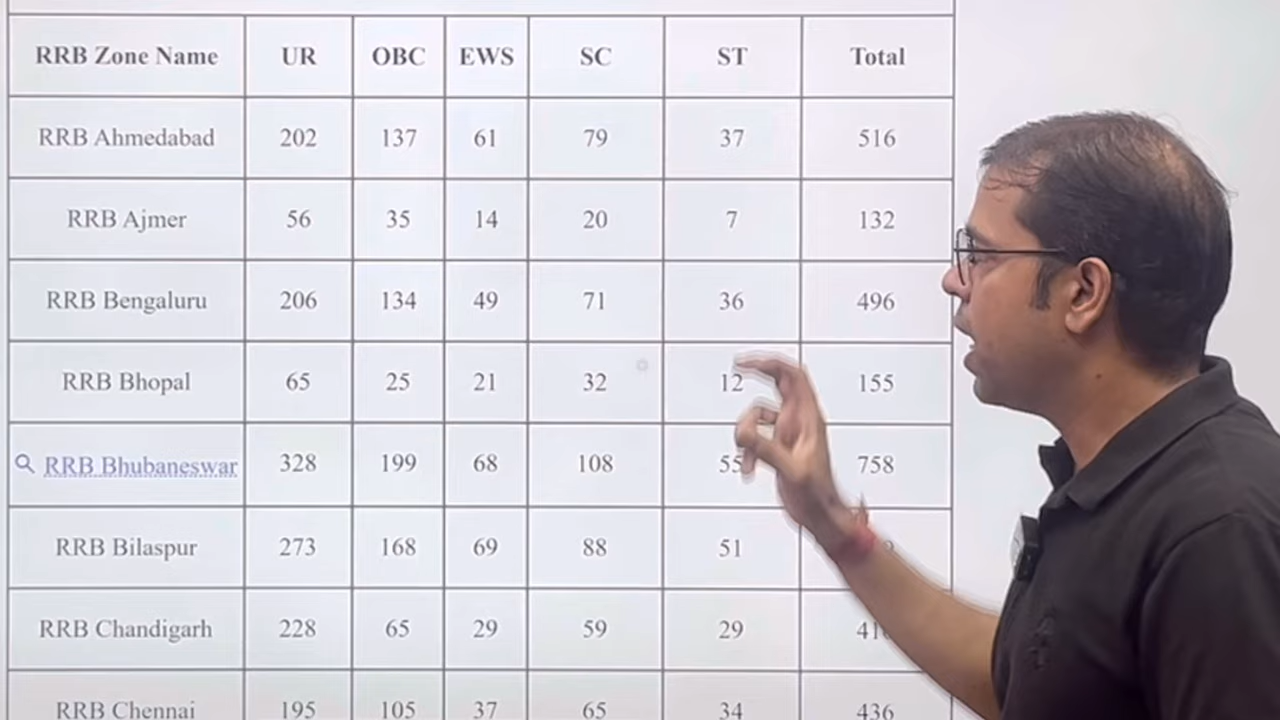 RRB Zone Name UR OBC EWS SC ST Total
RRB Ahmedabad 202 137 61 79 37 516
RRB Ajmer 56 35 14 20 7 132
RRB Bengaluru 206 134 49 71 36 496
RRB Bhopal 65 25 21 32 12 155
RRB Bhubaneswar 328 199 68 108 55 758
RRB Bilaspur 273 168 69 88 51
RRB Chandigarh 228 65 29 59 29
RRB Chennai 195 105 37 65 34 436